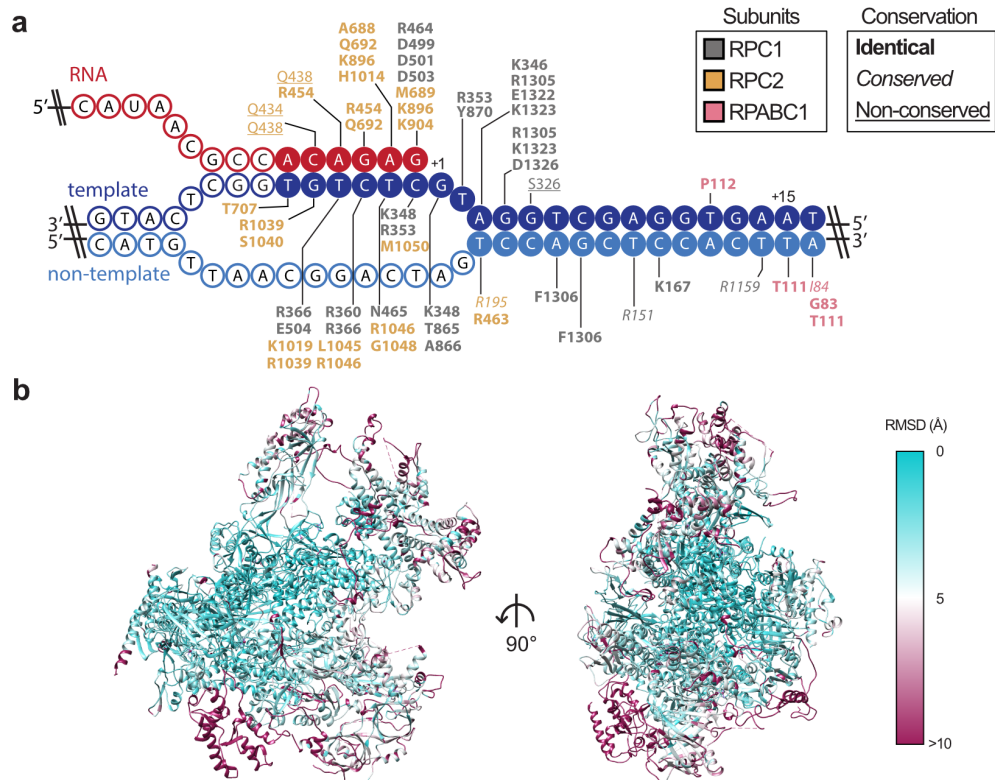 a
Subunits
RPC1
RPC2
RPABC1
Conservation
Identical
Conserved
Non-conserved
A688
Q692
K896
H1014
R464
D499
D501
D503
M689
K896
K904
Q438
R454
Q434
Q438
R454
Q692
R353
Y870
K346
R1305
E1322
K1323
R1305
K1323
D1326
S326
P112
RNA
5′ C A U A A C G C C A C A G A G
+1
+15
template
3′ G T A C T C G G T G T C T C G T A G G T C G A G G T G A A T 5′
5′ C A T G T T A A C G G A C T A G T C C A G C T C C A C T T A 3′
non-template
T707
R1039
S1040
K348
R353
M1050
R366
E504
K1019
R1039
R360
R366
L1045
R1046
N465
R1046
G1048
K348
T865
A866
R195
R463
F1306
F1306
R151
K167
R1159
T111
I84
G83
T111
b
90°
RMSD (Å)
0
5
>10